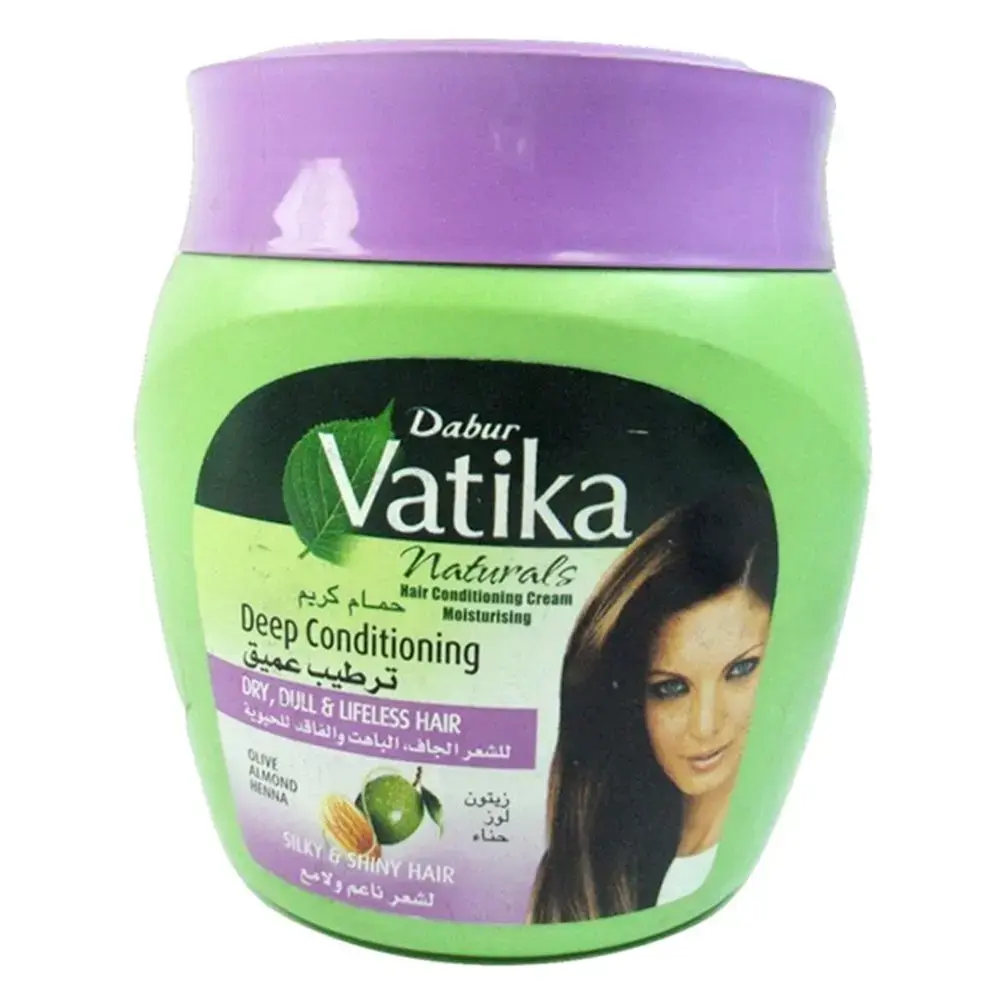 Dabur
Vatika
Naturals
Hair Conditioning Cream
Moisturising
حمام كريم
Deep Conditioning
ترطيب عميق
DRY, DULL & LIFELESS HAIR
للشعر الجاف، الباهت والفاقد للحيوية
OLIVE
ALMOND
HENNA
زيتون
لوز
حناء
SILKY & SHINY HAIR
لشعر ناعم ولامع